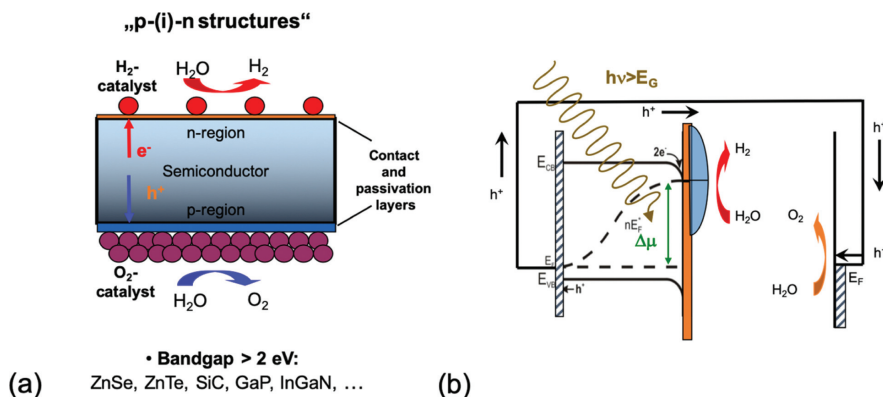 „p-(i)-n structures“
H2-
catalyst
H2O
H2
n-region
e-
Semiconductor
h+
p-region
Contact
and
passivation
layers
O2-
catalyst
H2O
O2
• Bandgap > 2 eV:
ZnSe, ZnTe, SiC, GaP, InGaN, …
(a)
hν>EG
h+
h+
h+
ECB
2e-
H2
H2O
nEF*
Δμ
EF
EVB
h+
O2
H2O
h+
EF
(b)